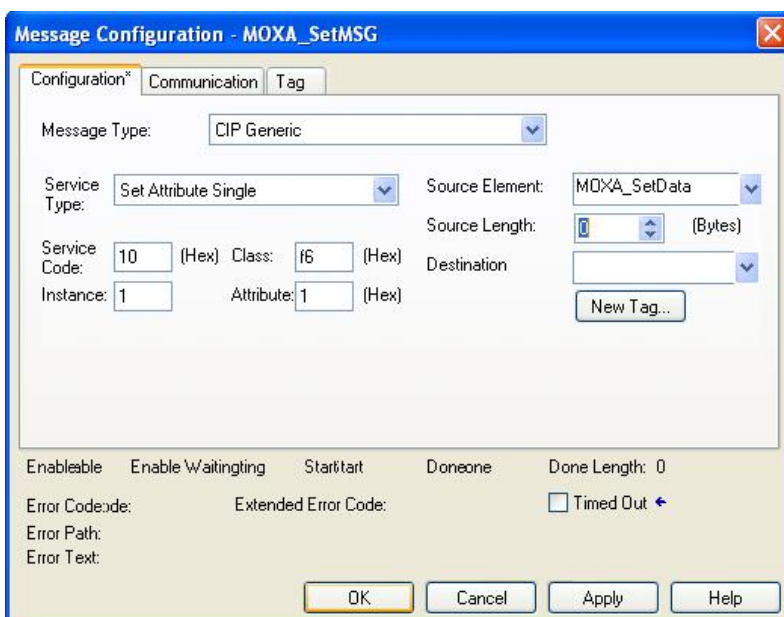 Message Configuration - MOXA_SetMSG
Configuration* Communication Tag
Message Type: CIP Generic
Service Type: Set Attribute Single
Source Element: MOXA_SetData
Source Length: 0 (Bytes)
Service Code: 10 (Hex) Class: f6 (Hex)
Destination
Instance: 1 Attribute: 1 (Hex)
New Tag...
Enableable Enable Waitingting Startitart Doneone Done Length: 0
Error Code:ode: Extended Error Code: Timed Out ←
Error Path:
Error Text:
OK Cancel Apply Help